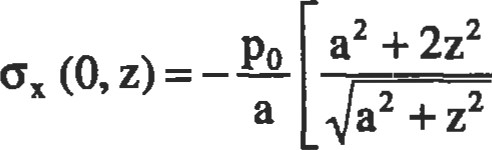 σₓ (0, z) = − p₀/a [ (a² + 2z²)/√(a² + z²)